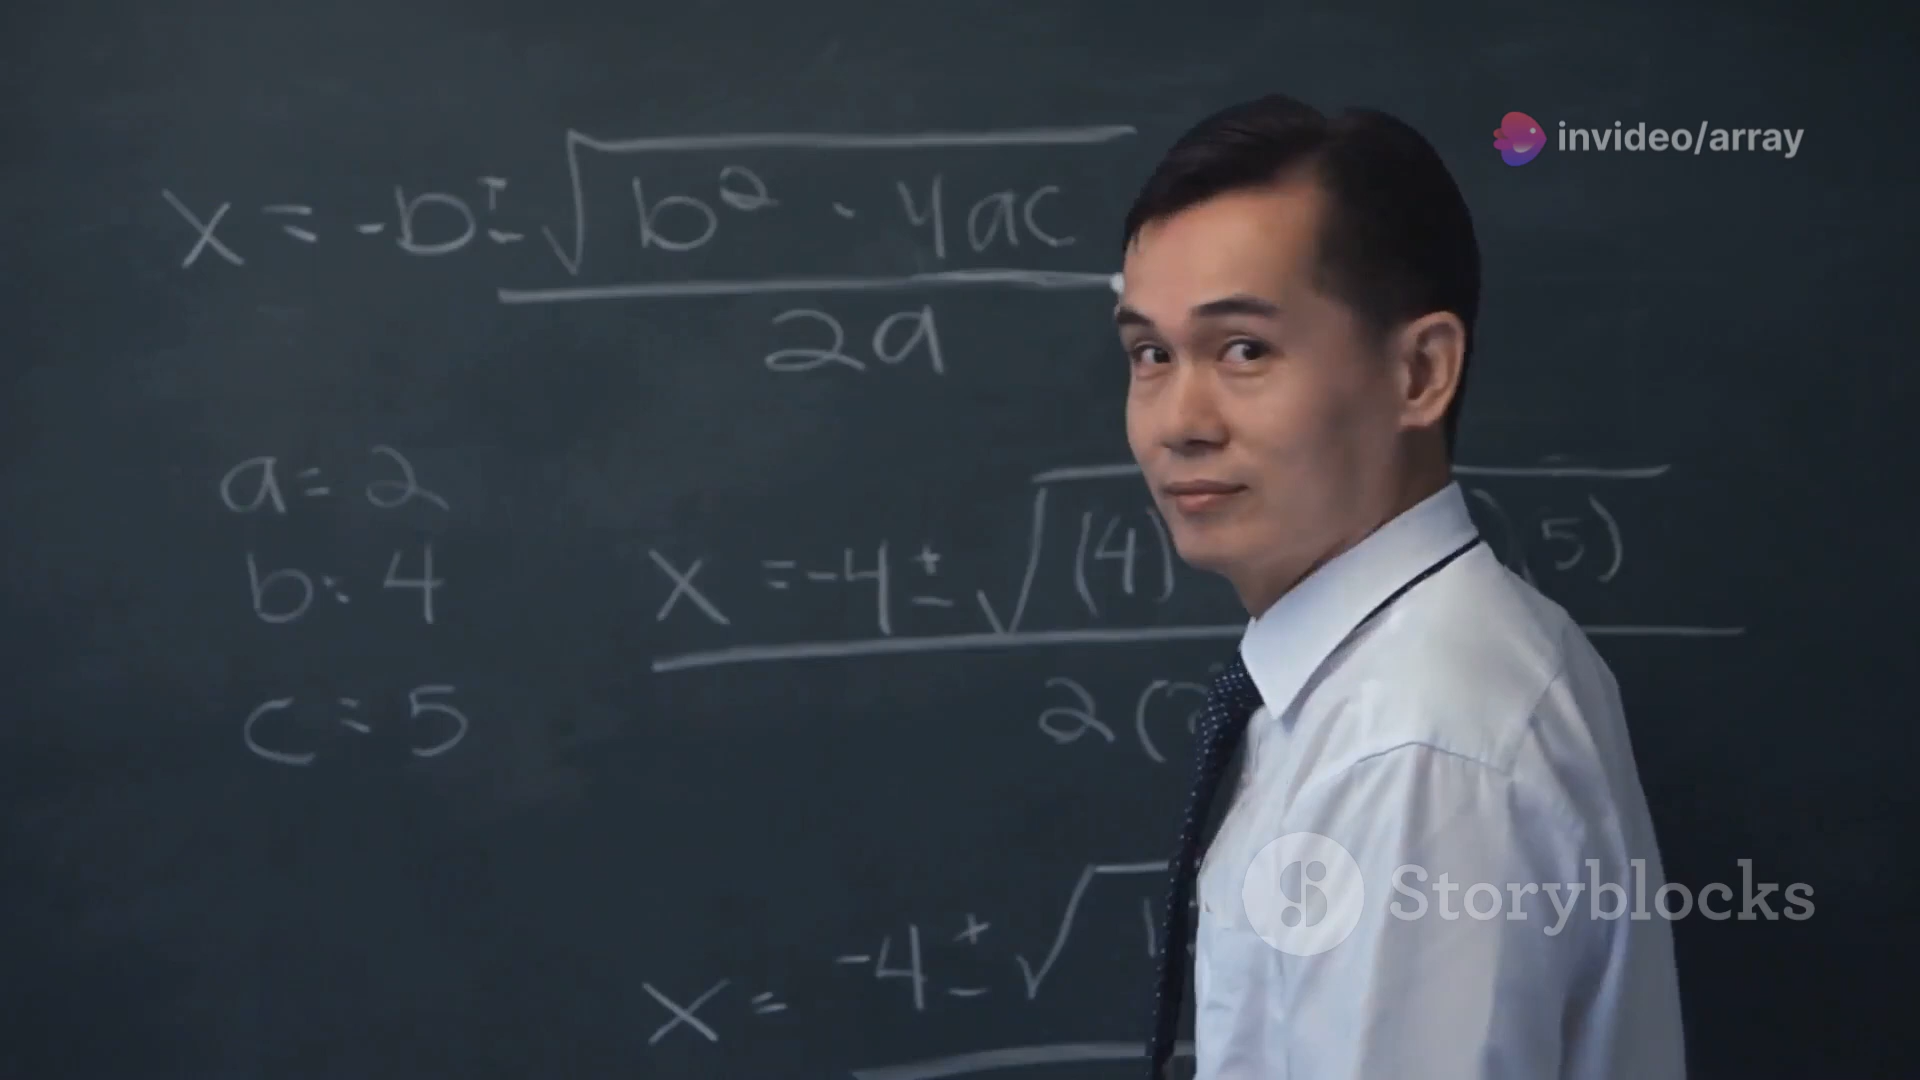 invideo/array
x = -b ± √b² - 4ac
2a
a = 2
b = 4
c = 5
x = -4 ± √(4) 5)
2(
x = -4 ± √
Storyblocks